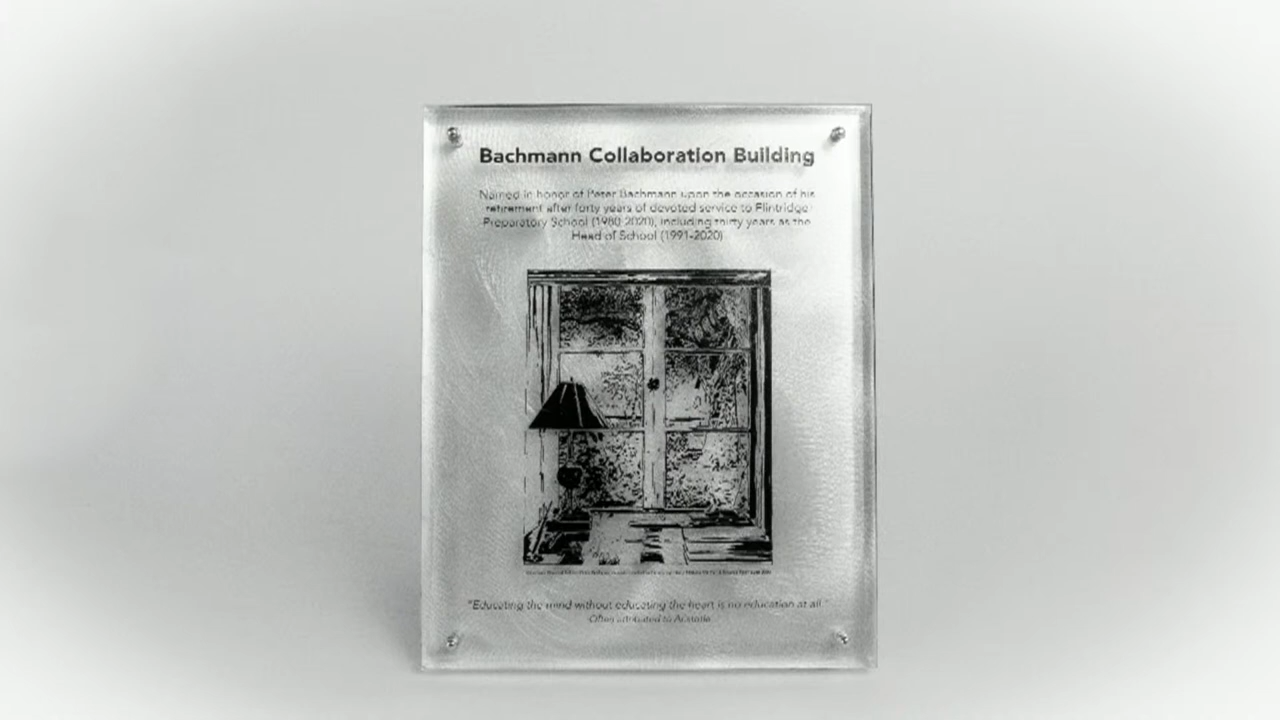 Bachmann Collaboration Building
Named in honor of Peter Bachmann upon the occasion of his
retirement after forty years of devoted service to Flintridge
Preparatory School (1980-2020), including thirty years as the
Head of School (1991-2020)
"Educating the mind without educating the heart is no education at all."
Often attributed to Aristotle